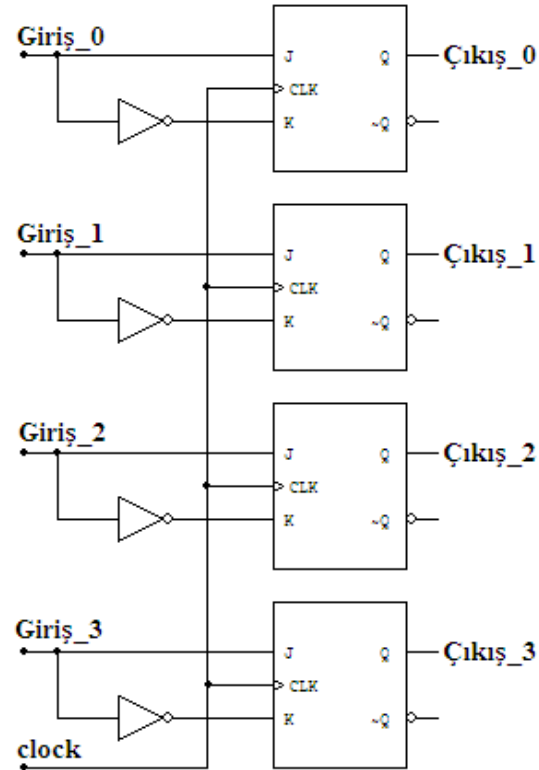 Giriş_0
J Q Çıkış_0
CLK
K ~Q
Giriş_1
J Q Çıkış_1
CLK
K ~Q
Giriş_2
J Q Çıkış_2
CLK
K ~Q
Giriş_3
J Q Çıkış_3
CLK
K ~Q
clock